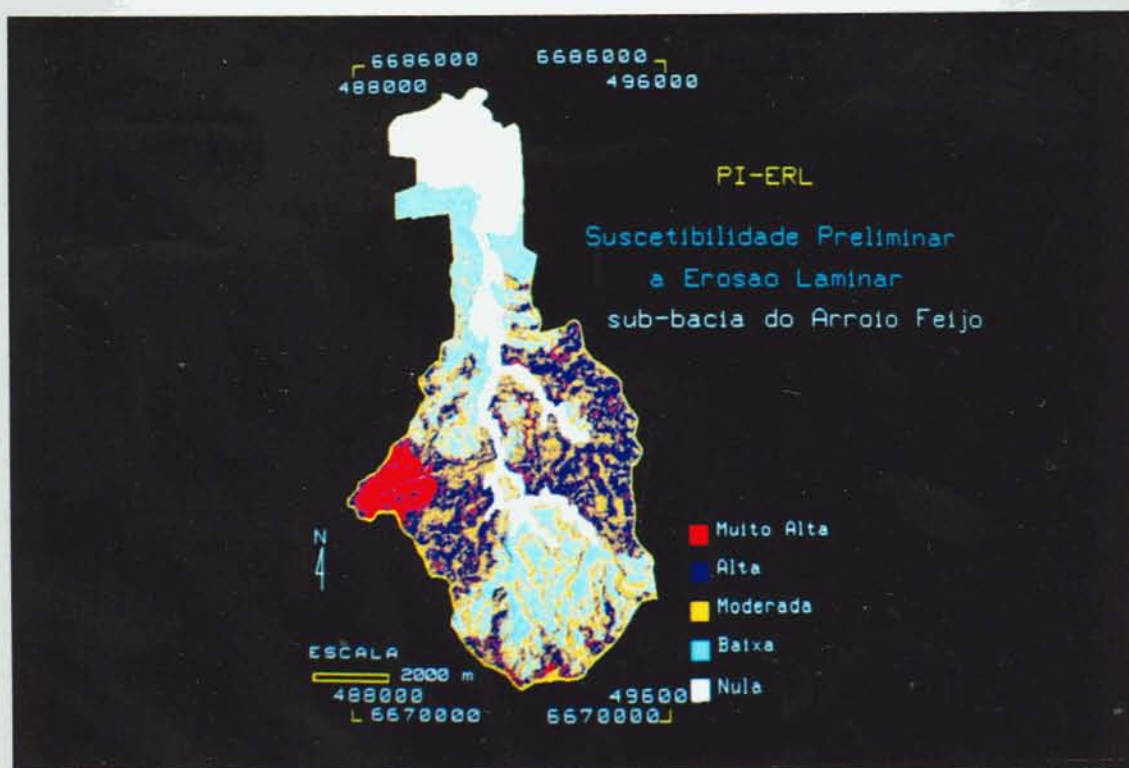 6686000 6686000
488000 496000
PI-ERL
Suscetibilidade Preliminar
a Erosao Laminar
sub-bacia do Arroio Feijo
N
Muito Alta
Alta
Moderada
Baixa
Nula
ESCALA
2000 m
488000 49600
6670000 6670000